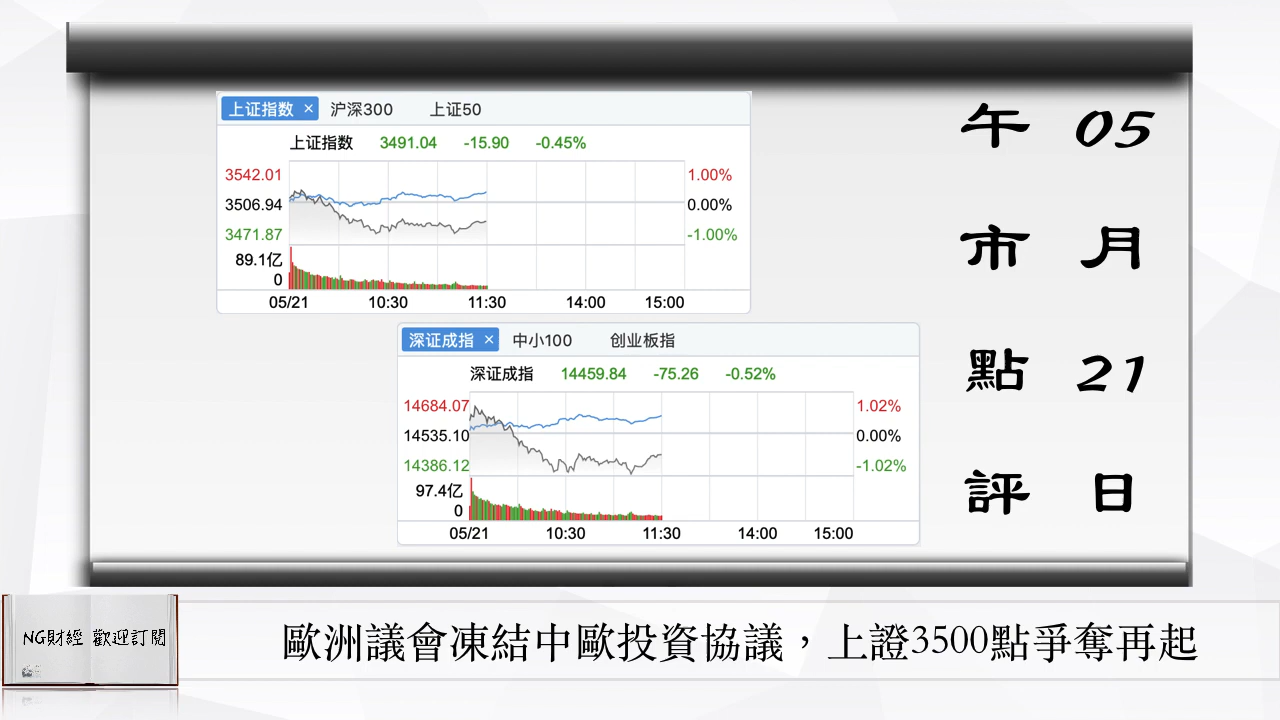 上证指数 × 沪深300 上证50
上证指数 3491.04 -15.90 -0.45%
3542.01 1.00%
3506.94 0.00%
3471.87 -1.00%
89.1亿
0
05/21 10:30 11:30 14:00 15:00
深证成指 × 中小100 创业板指
深证成指 14459.84 -75.26 -0.52%
14684.07 1.02%
14535.10 0.00%
14386.12 -1.02%
97.4亿
0
05/21 10:30 11:30 14:00 15:00
05月21日
午市點評
NG財經 歡迎訂閱
歐洲議會凍結中歐投資協議，上證3500點爭奪再起